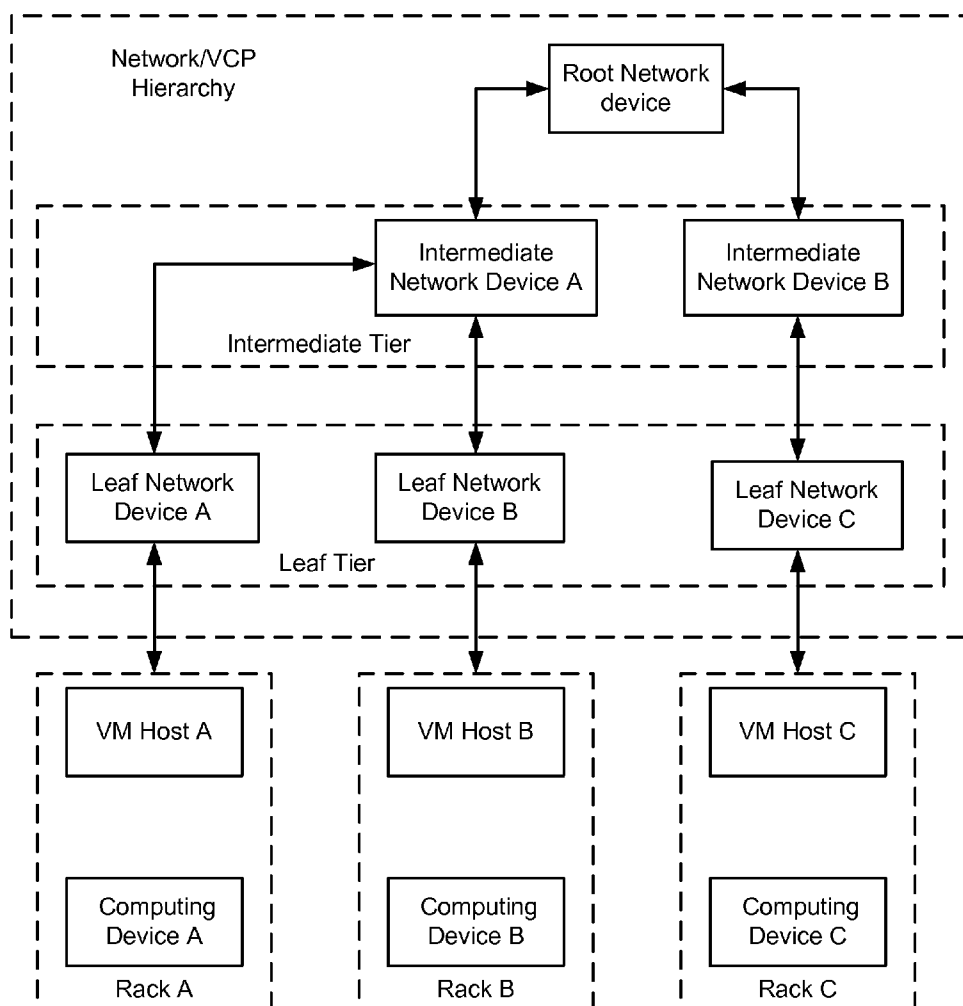 Network/VCP
Hierarchy
Root Network
device
Intermediate
Network Device A
Intermediate
Network Device B
Intermediate Tier
Leaf Network
Device A
Leaf Network
Device B
Leaf Network
Device C
Leaf Tier
VM Host A
VM Host B
VM Host C
Computing
Device A
Computing
Device B
Computing
Device C
Rack A
Rack B
Rack C